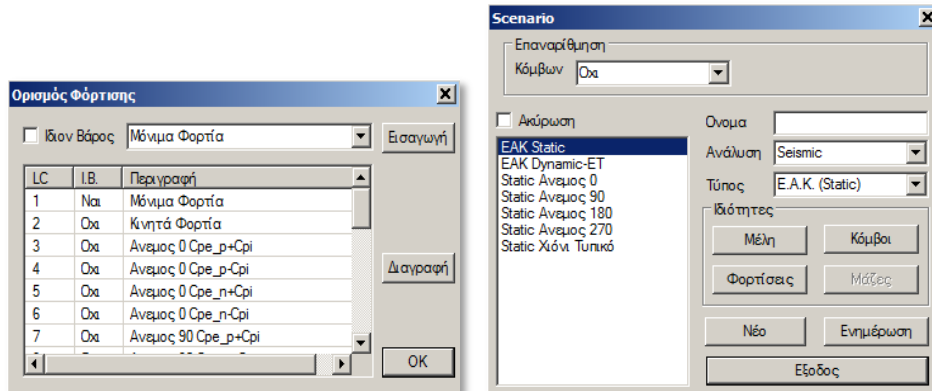 Ορισμός Φόρτισης
Ιδιον Βάρος Μόνιμα Φορτία Εισαγωγή
LC Ι.Β. Περιγραφή
1 Ναι Μόνιμα Φορτία
2 Οχι Κινητά Φορτία
3 Οχι Ανεμος 0 Cpe_p+Cpi
4 Οχι Ανεμος 0 Cpe_p-Cpi
5 Οχι Ανεμος 0 Cpe_n+Cpi
6 Οχι Ανεμος 0 Cpe_n-Cpi
7 Οχι Ανεμος 90 Cpe_p+Cpi
Διαγραφή
OK
Scenario
Επαναρίθμηση
Κόμβων Οχι
Ακύρωση
EAK Static
EAK Dynamic-ET
Static Ανεμος 0
Static Ανεμος 90
Static Ανεμος 180
Static Ανεμος 270
Static Χιόνι Τυπικό
Ονομα
Ανάλυση Seismic
Τύπος E.A.K. (Static)
Ιδιότητες
Μέλη Κόμβοι
Φορτίσεις Μάζες
Νέο Ενημέρωση
Εξοδος